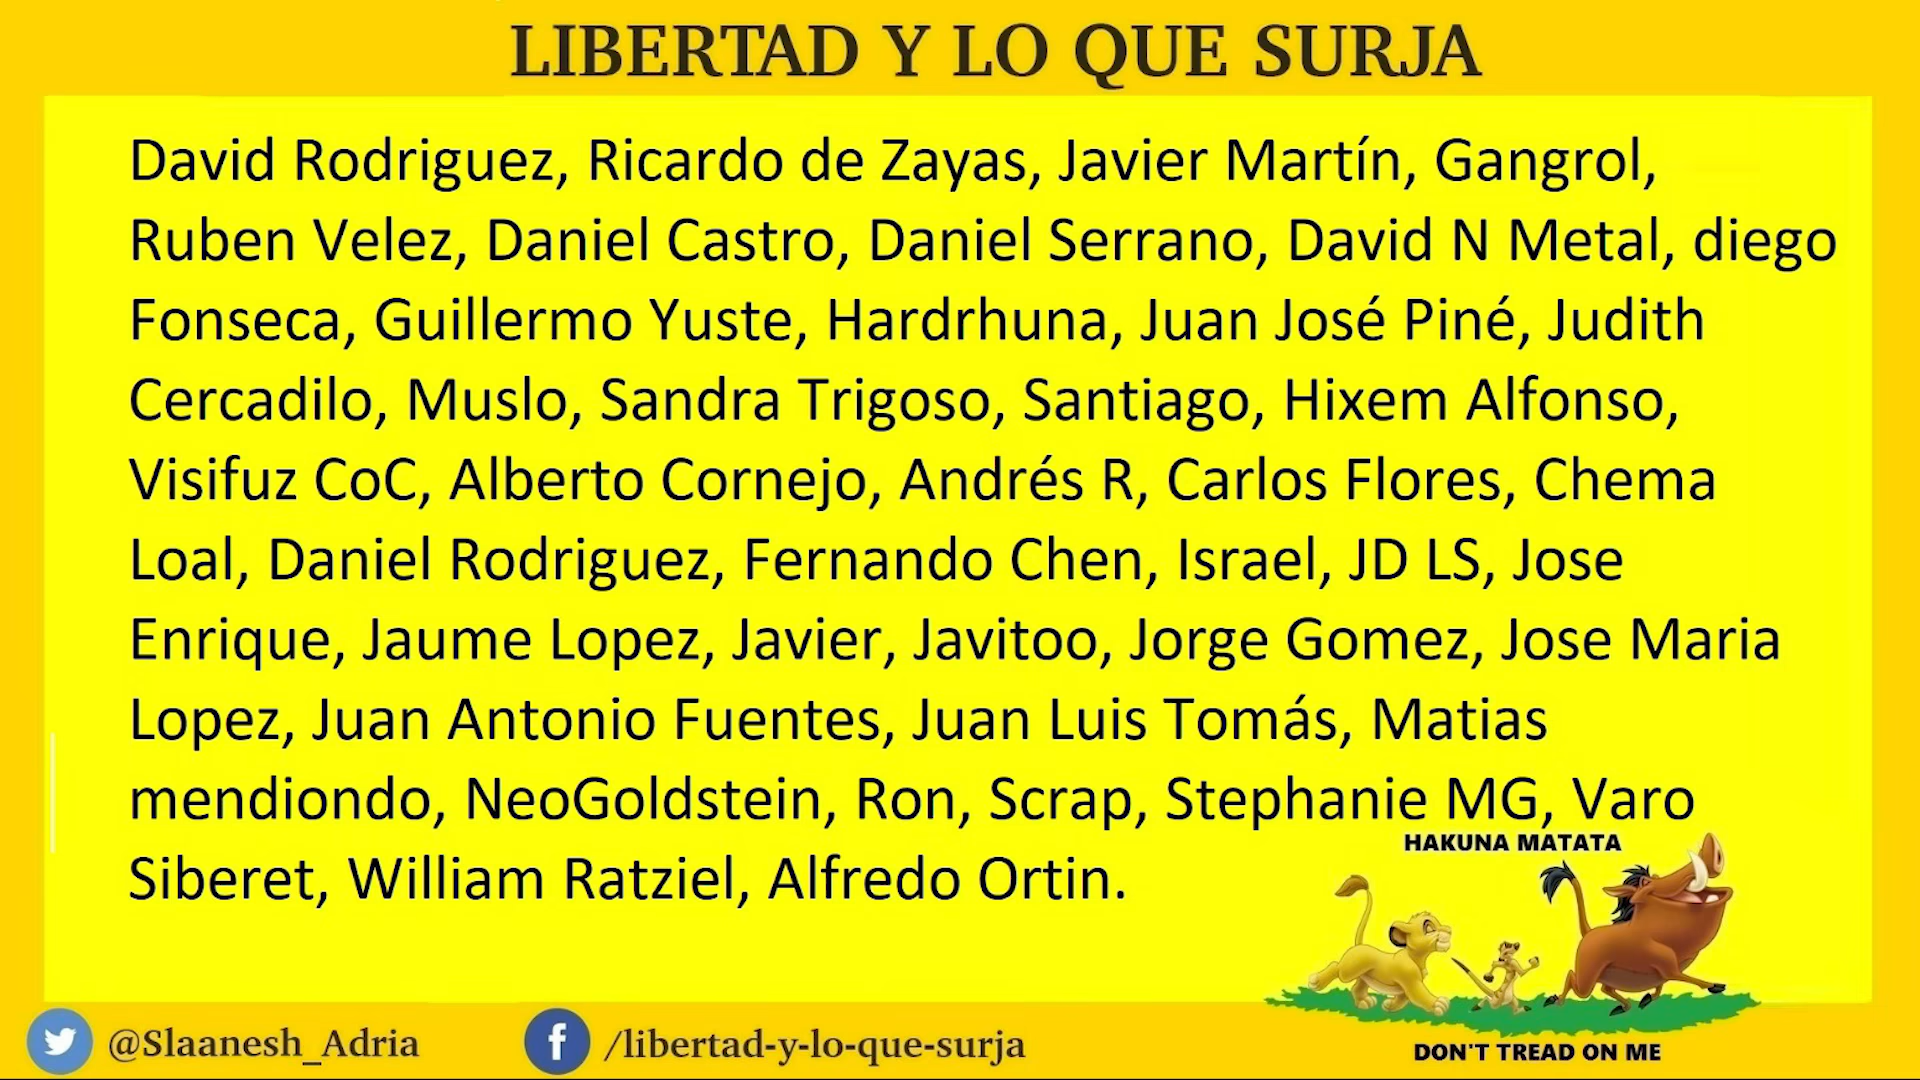 LIBERTAD Y LO QUE SURJA
David Rodriguez, Ricardo de Zayas, Javier Martín, Gangrol,
Ruben Velez, Daniel Castro, Daniel Serrano, David N Metal, diego
Fonseca, Guillermo Yuste, Hardrhuna, Juan José Piné, Judith
Cercadilo, Muslo, Sandra Trigoso, Santiago, Hixem Alfonso,
Visifuz CoC, Alberto Cornejo, Andrés R, Carlos Flores, Chema
Loal, Daniel Rodriguez, Fernando Chen, Israel, JD LS, Jose
Enrique, Jaume Lopez, Javier, Javitoo, Jorge Gomez, Jose Maria
Lopez, Juan Antonio Fuentes, Juan Luis Tomás, Matias
mendiondo, NeoGoldstein, Ron, Scrap, Stephanie MG, Varo
Siberet, William Ratziel, Alfredo Ortin.
HAKUNA MATATA
DON'T TREAD ON ME
@Slaanesh_Adria
/libertad-y-lo-que-surja